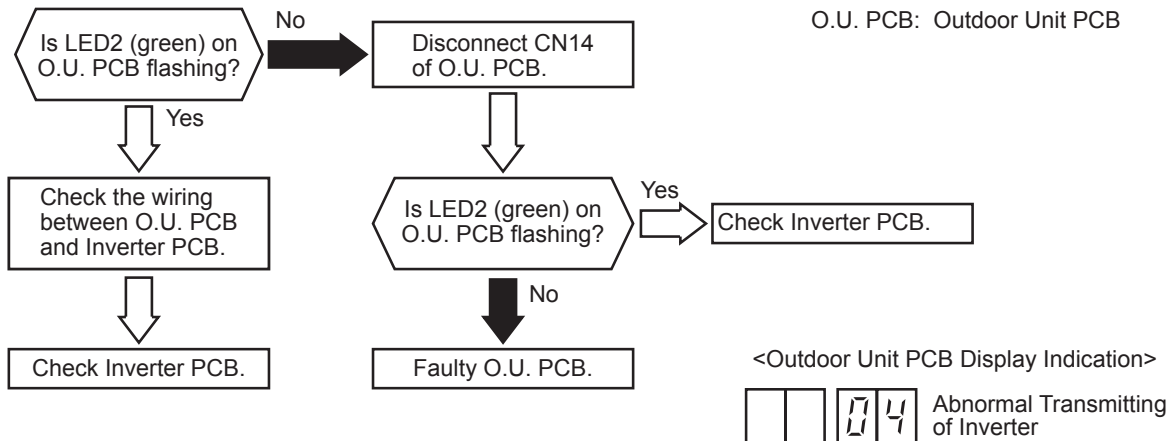 Is LED2 (green) on
O.U. PCB flashing?
No
Disconnect CN14
of O.U. PCB.
O.U. PCB: Outdoor Unit PCB
Yes
Check the wiring
between O.U. PCB
and Inverter PCB.
Is LED2 (green) on
O.U. PCB flashing?
Yes
Check Inverter PCB.
No
Check Inverter PCB.
Faulty O.U. PCB.
<Outdoor Unit PCB Display Indication>
04
Abnormal Transmitting
of Inverter